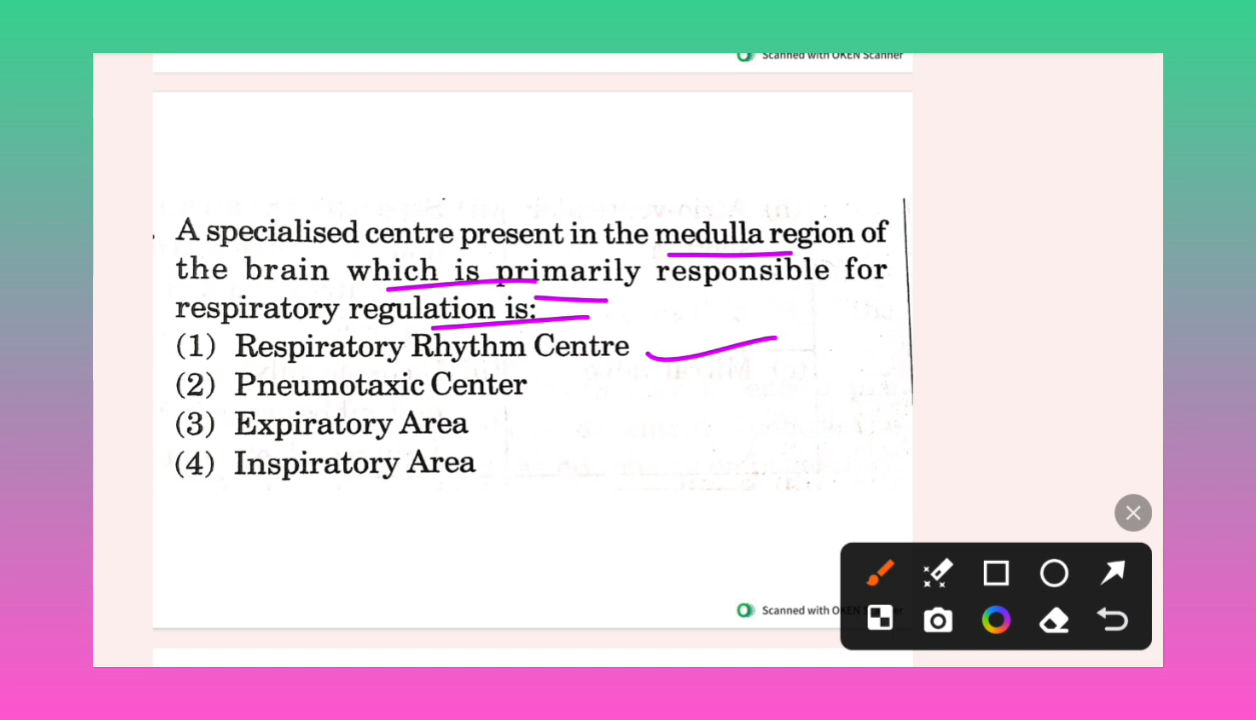 Scanned with OKEN Scanner
A specialised centre present in the medulla region of
the brain which is primarily responsible for
respiratory regulation is:
(1) Respiratory Rhythm Centre
(2) Pneumotaxic Center
(3) Expiratory Area
(4) Inspiratory Area
Scanned with OKEN